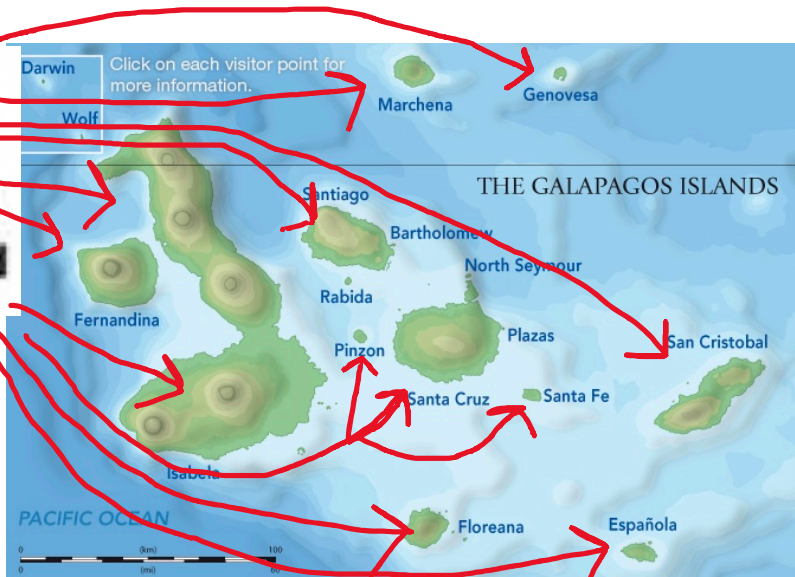 Darwin
Click on each visitor point for
more information.
Wolf
Marchena
Genovesa
THE GALAPAGOS ISLANDS
Santiago
Bartholomew
North Seymour
Rabida
Fernandina
Pinzon
Plazas
San Cristobal
Santa Cruz
Santa Fe
Isabela
PACIFIC OCEAN
Floreana
Española
0 (km) 100
0 (mi) 60